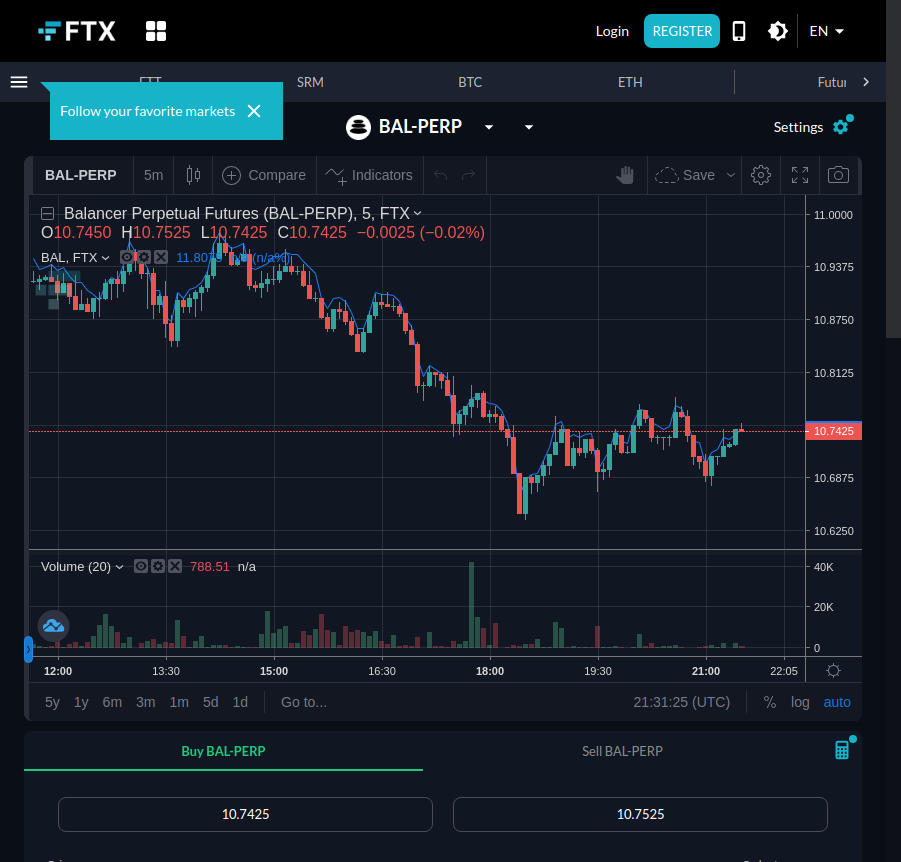 FTX
Login
REGISTER
EN
FTT SRM BTC ETH Futur
Follow your favorite markets
BAL-PERP
Settings
BAL-PERP 5m Compare Indicators Save
Balancer Perpetual Futures (BAL-PERP), 5, FTX
O10.7450 H10.7525 L10.7425 C10.7425 −0.0025 (−0.02%)
BAL, FTX
11.0000
10.9375
10.8750
10.8125
10.7425
10.6875
10.6250
Volume (20) 788.51 n/a
40K
20K
0
12:00 13:30 15:00 16:30 18:00 19:30 21:00 22:05
5y 1y 6m 3m 1m 5d 1d Go to... 21:31:25 (UTC) % log auto
Buy BAL-PERP Sell BAL-PERP
10.7425 10.7525